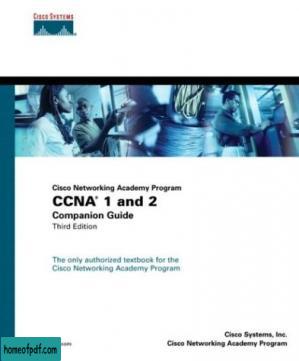 CISCO SYSTEMS
Cisco Networking Academy Program
CCNA® 1 and 2
Companion Guide
Third Edition
The only authorized textbook for the
Cisco Networking Academy Program
Cisco Systems, Inc.
Cisco Networking Academy Program
.com
homeofpdf.com